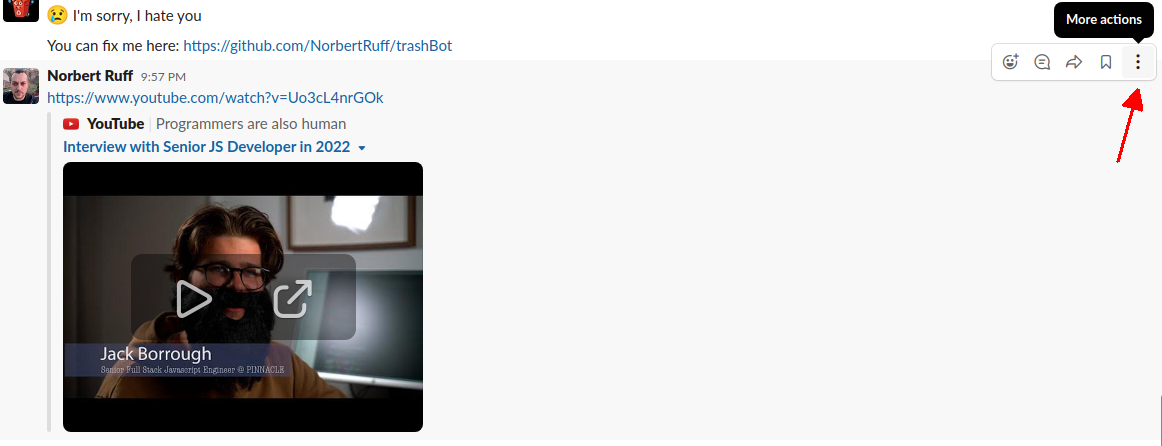 😢 I'm sorry, I hate you
More actions
You can fix me here: https://github.com/NorbertRuff/trashBot
Norbert Ruff 9:57 PM
https://www.youtube.com/watch?v=Uo3cL4nrGOk
YouTube | Programmers are also human
Interview with Senior JS Developer in 2022
Jack Borrough
Senior Full Stack Javascript Engineer @ PINNACLE